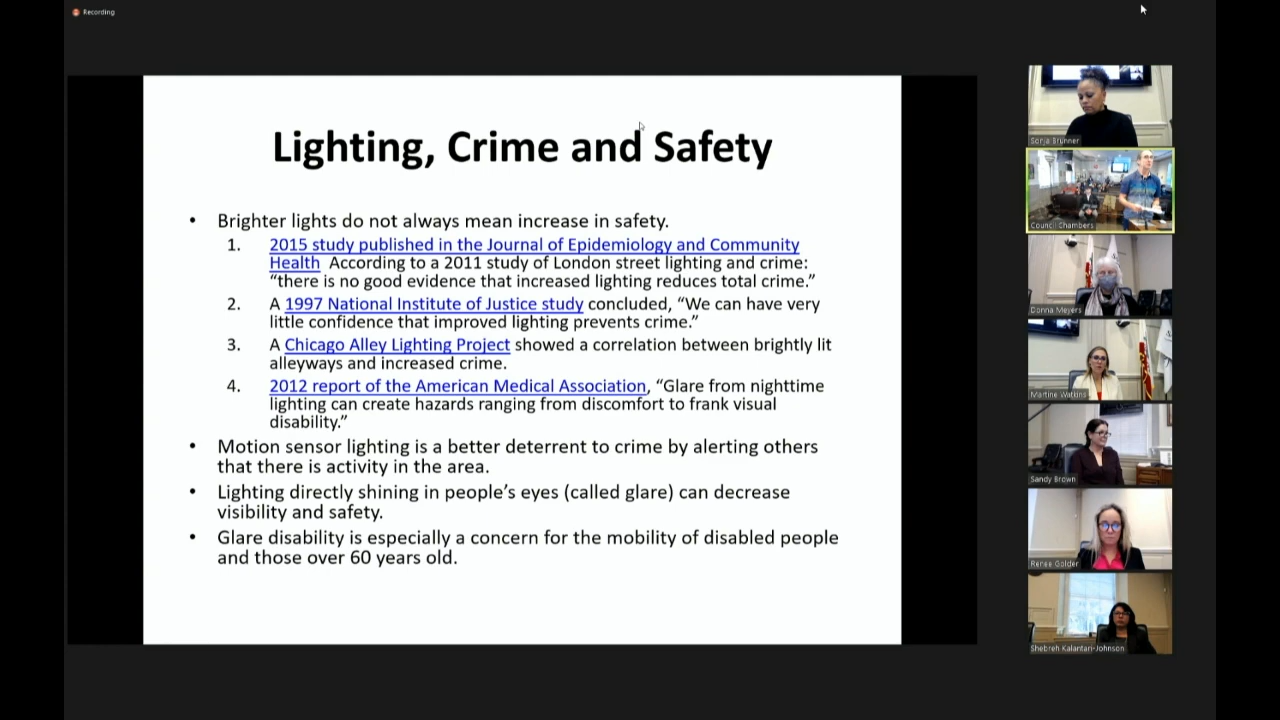 Recording
Lighting, Crime and Safety
• Brighter lights do not always mean increase in safety.
1. 2015 study published in the Journal of Epidemiology and Community
Health According to a 2011 study of London street lighting and crime:
“there is no good evidence that increased lighting reduces total crime.”
2. A 1997 National Institute of Justice study concluded, “We can have very
little confidence that improved lighting prevents crime.”
3. A Chicago Alley Lighting Project showed a correlation between brightly lit
alleyways and increased crime.
4. 2012 report of the American Medical Association, “Glare from nighttime
lighting can create hazards ranging from discomfort to frank visual
disability.”
• Motion sensor lighting is a better deterrent to crime by alerting others
that there is activity in the area.
• Lighting directly shining in people’s eyes (called glare) can decrease
visibility and safety.
• Glare disability is especially a concern for the mobility of disabled people
and those over 60 years old.
Sonja Brunner
Council Chambers
Donna Meyers
Martine Watkins
Sandy Brown
Renee Golder
Shebreh Kalantari-Johnson